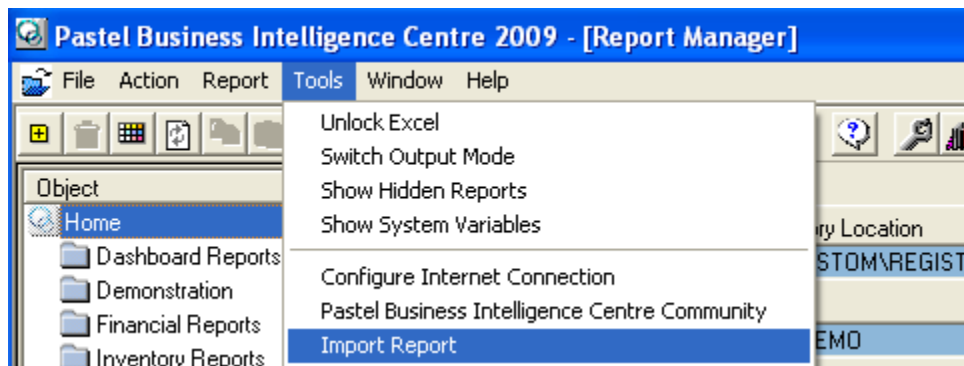 Pastel Business Intelligence Centre 2009 - [Report Manager]
File Action Report Tools Window Help
Unlock Excel
Switch Output Mode
Show Hidden Reports
Show System Variables
Configure Internet Connection
Pastel Business Intelligence Centre Community
Import Report
Object
Home
Dashboard Reports
Demonstration
Financial Reports
Inventory Reports
ry Location
STOM\REGIST
EMO